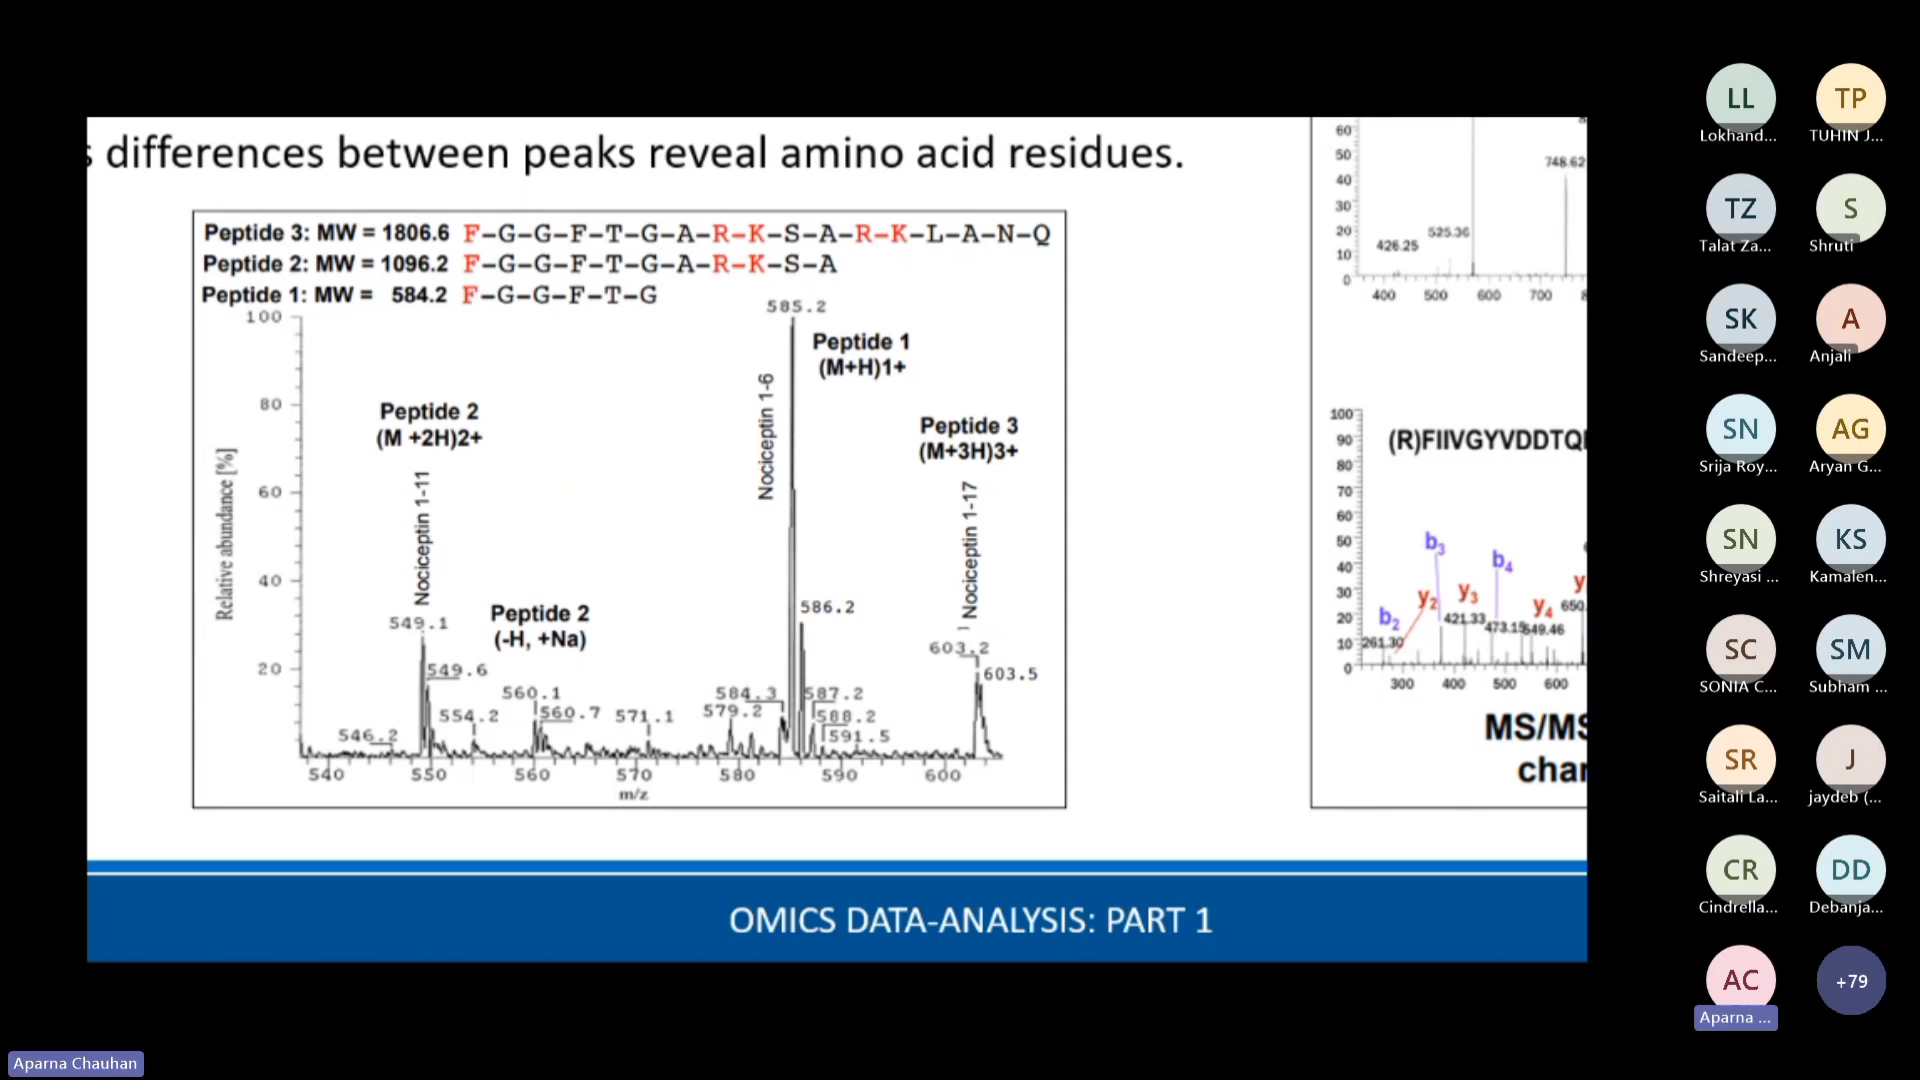 s differences between peaks reveal amino acid residues.
Peptide 3: MW = 1806.6 F-G-G-F-T-G-A-R-K-S-A-R-K-L-A-N-Q
Peptide 2: MW = 1096.2 F-G-G-F-T-G-A-R-K-S-A
Peptide 1: MW = 584.2 F-G-G-F-T-G
100
80
60
40
20
Relative abundance [%]
Peptide 2
(M +2H)2+
Nociceptin 1-11
549.1
549.6
546.2
554.2
Peptide 2
(-H, +Na)
560.1
560.7
571.1
579.2
584.3
585.2
Peptide 1
(M+H)1+
Nociceptin 1-6
586.2
587.2
588.2
591.5
Peptide 3
(M+3H)3+
Nociceptin 1-17
603.2
603.5
540 550 560 570 580 590 600
m/z
60
50
40
30
20
10
0
426.25
525.36
748.62
400 500 600 700
100
90
80
70
60
50
40
30
20
10
0
(R)FIIVGYVDDTQ
b2
y2
b3
y3
b4
y4
261.30
421.33
473.15
549.46
650.
300 400 500 600
MS/MS
char
OMICS DATA-ANALYSIS: PART 1
LL
Lokhand...
TP
TUHIN J...
TZ
Talat Za...
S
Shruti
SK
Sandeep...
A
Anjali
SN
Srija Roy...
AG
Aryan G...
SN
Shreyasi ...
KS
Kamalen...
SC
SONIA C...
SM
Subham ...
SR
Saitali La...
J
jaydeb (...
CR
Cindrella...
DD
Debanja...
AC
Aparna ...
+79
Aparna Chauhan